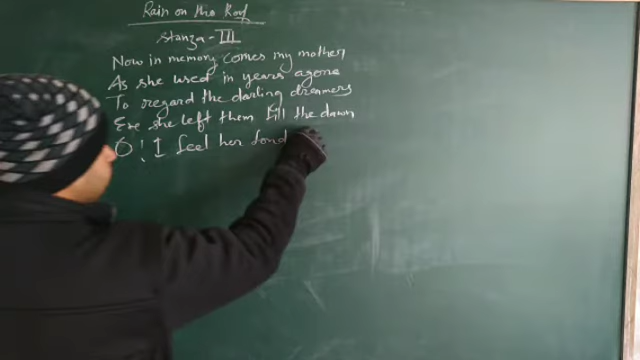 Rain on the Roof
Stanza - III
Now in memory comes my mother
As she used in years agone
To regard the darling dreamers
Ere she left them till the dawn
O! I feel her fond